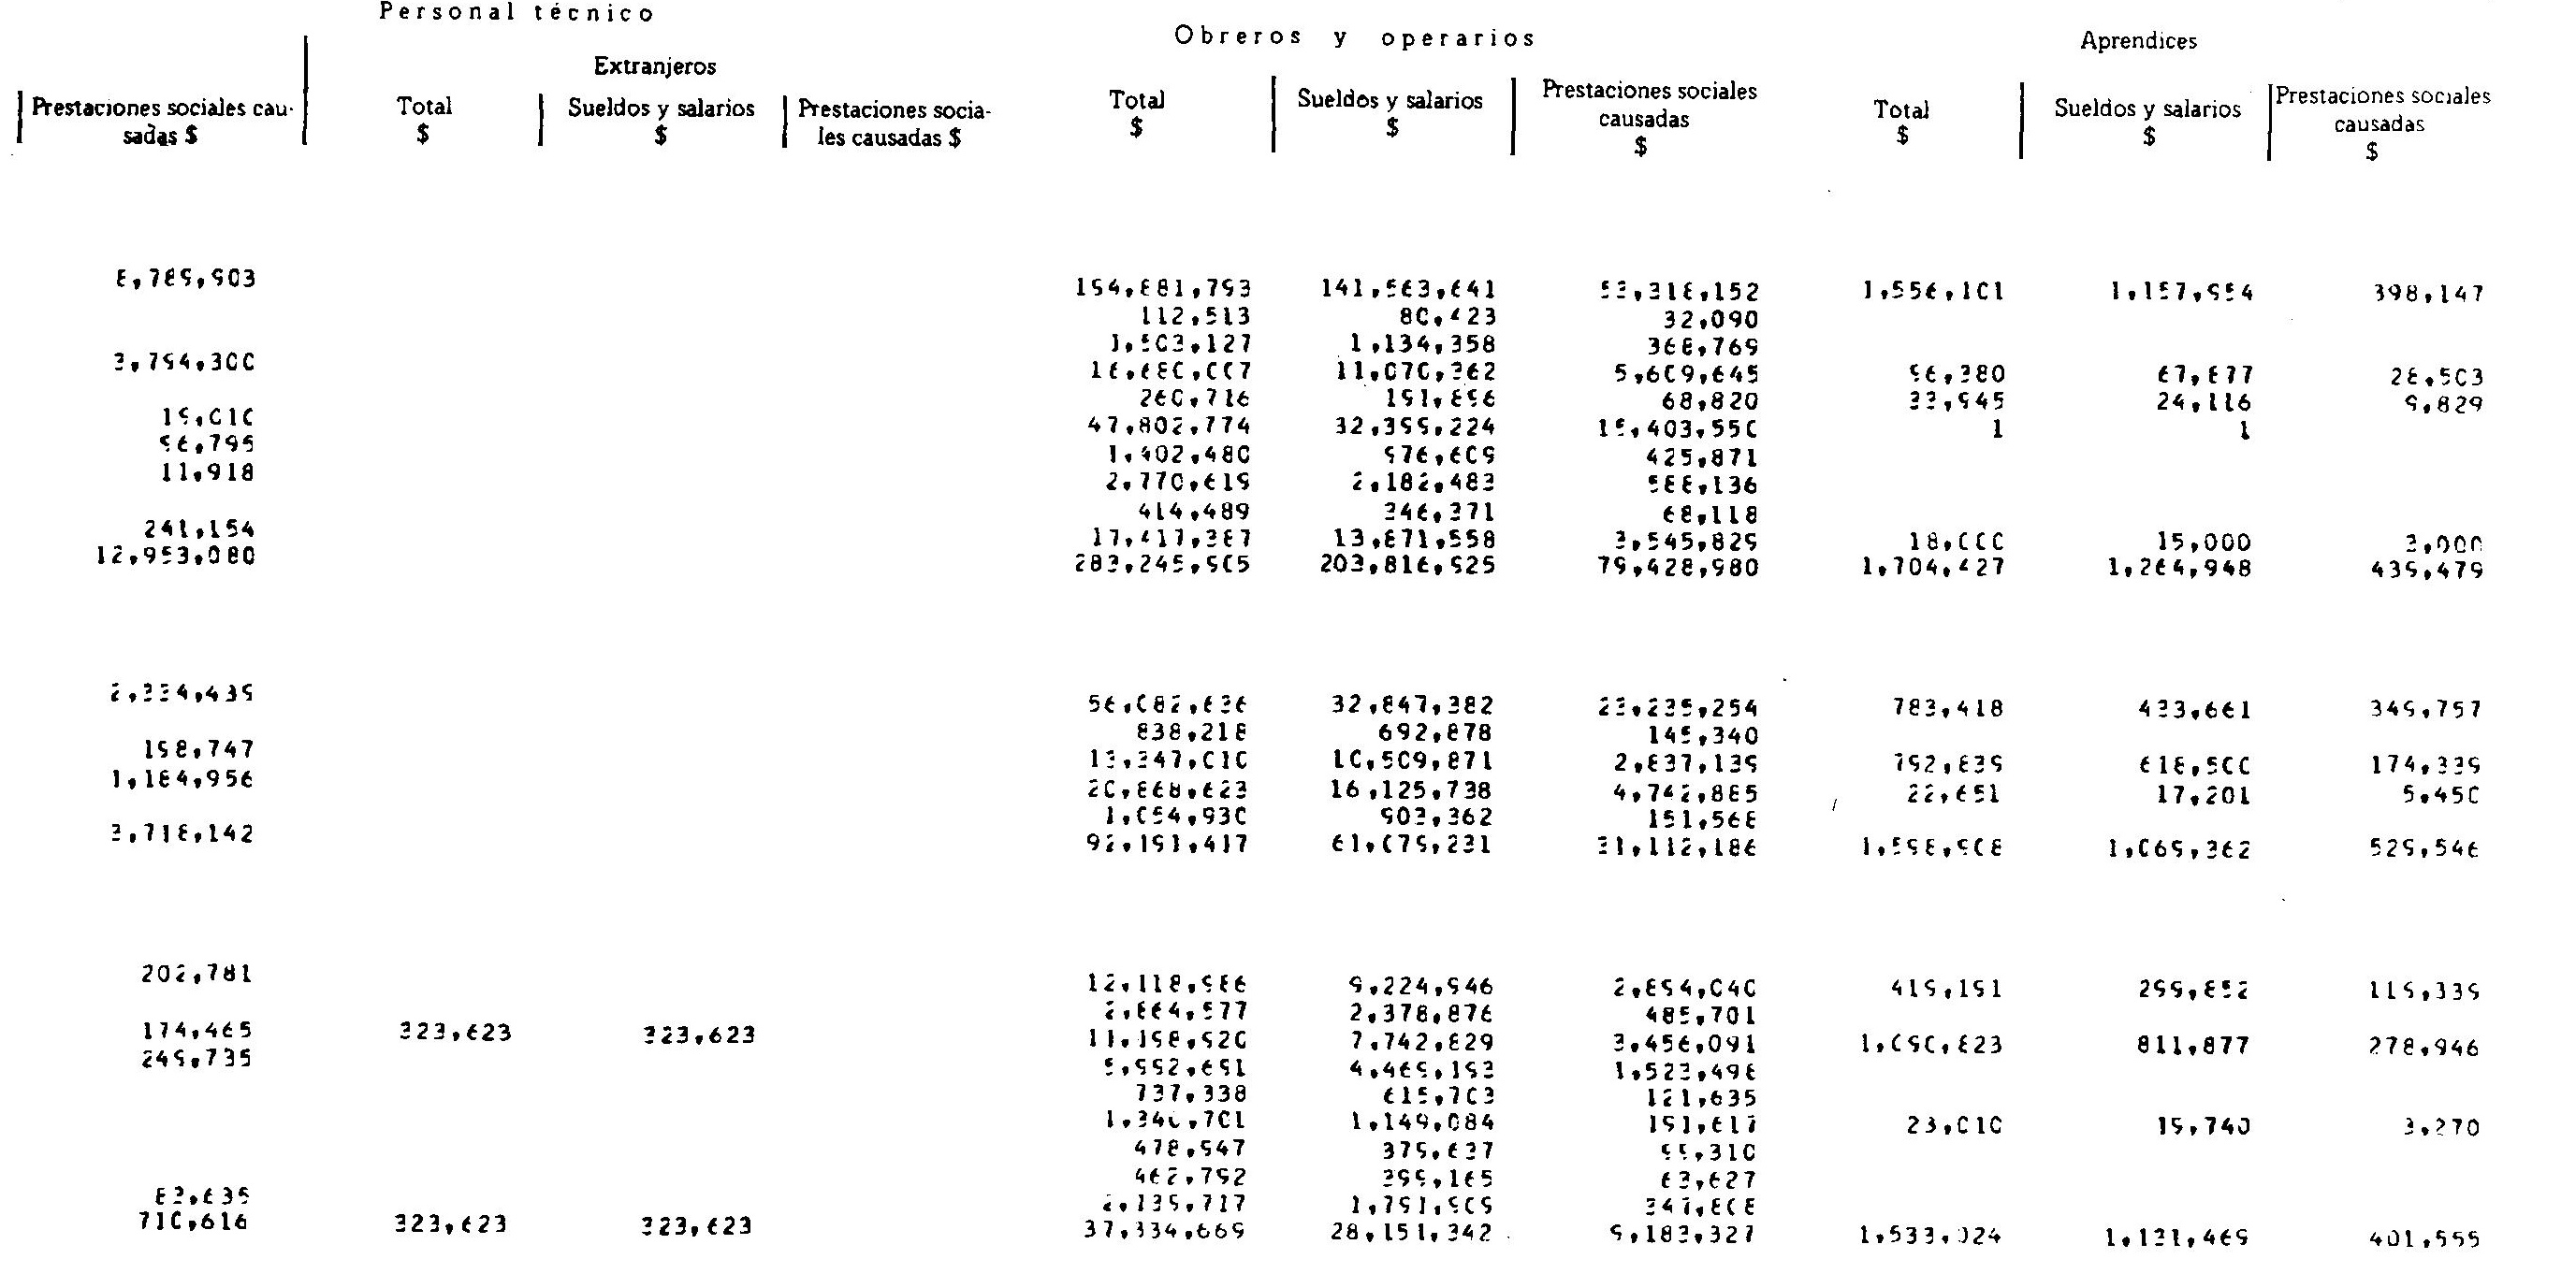 Personal técnico
Obreros y operarios
Aprendices
Extranjeros
Prestaciones sociales cau- Total Sueldos y salarios Prestaciones socia- Total Sueldos y salarios Prestaciones sociales Total Sueldos y salarios Prestaciones sociales
sadas $ $ $ les causadas $ $ $ causadas $ $ causadas
$ $
8,789,903 194,881,793 141,563,641 53,318,152 1,556,101 1,157,954 398,147
112,513 80,423 32,090
1,503,127 1,134,358 368,769
3,794,300 16,680,007 11,070,362 5,609,645 96,380 67,877 28,503
260,716 191,896 68,820 33,945 24,116 9,829
19,010 47,802,774 32,399,224 15,403,550 1 1
96,795 1,402,480 976,609 425,871
11,918 2,770,619 2,182,483 588,136
414,489 346,371 68,118
241,154 17,417,387 13,871,558 3,545,829 18,000 15,000 3,000
12,953,080 283,245,905 203,816,925 79,428,980 1,704,427 1,264,948 439,479
2,334,439 56,082,636 32,847,382 23,235,254 783,418 433,661 349,757
838,218 692,878 145,340
198,747 13,347,010 10,509,871 2,837,139 792,839 618,500 174,339
1,184,956 20,868,623 16,125,738 4,742,885 22,651 17,201 5,450
1,054,930 903,362 151,568
3,718,142 92,191,417 61,079,231 31,112,186 1,598,908 1,069,362 529,546
202,781 12,118,986 9,224,946 2,894,040 419,191 299,852 119,339
2,864,577 2,378,876 485,701
174,465 323,623 323,623 11,198,920 7,742,829 3,456,091 1,090,823 811,877 278,946
249,735 5,992,691 4,469,193 1,523,498
737,338 615,703 121,635
1,340,701 1,149,084 191,617 23,010 19,740 3,270
478,947 379,637 99,310
462,792 399,165 63,627
83,635 2,139,717 1,791,909 347,808
710,616 323,623 323,623 37,334,669 28,151,342 9,183,327 1,533,024 1,131,469 401,555